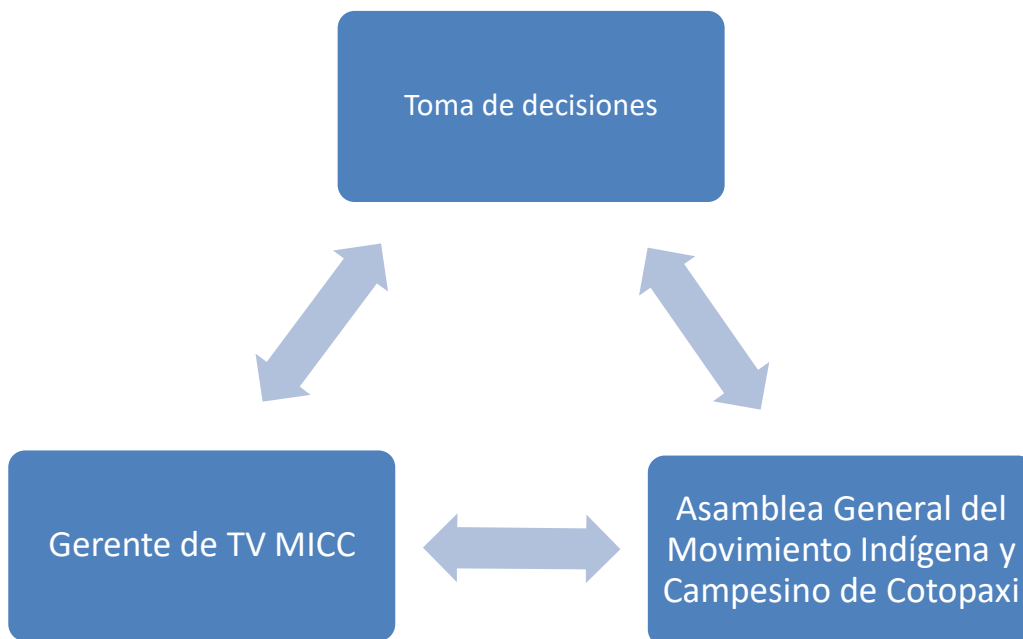 Toma de decisiones
Gerente de TV MICC
Asamblea General del
Movimiento Indígena y
Campesino de Cotopaxi